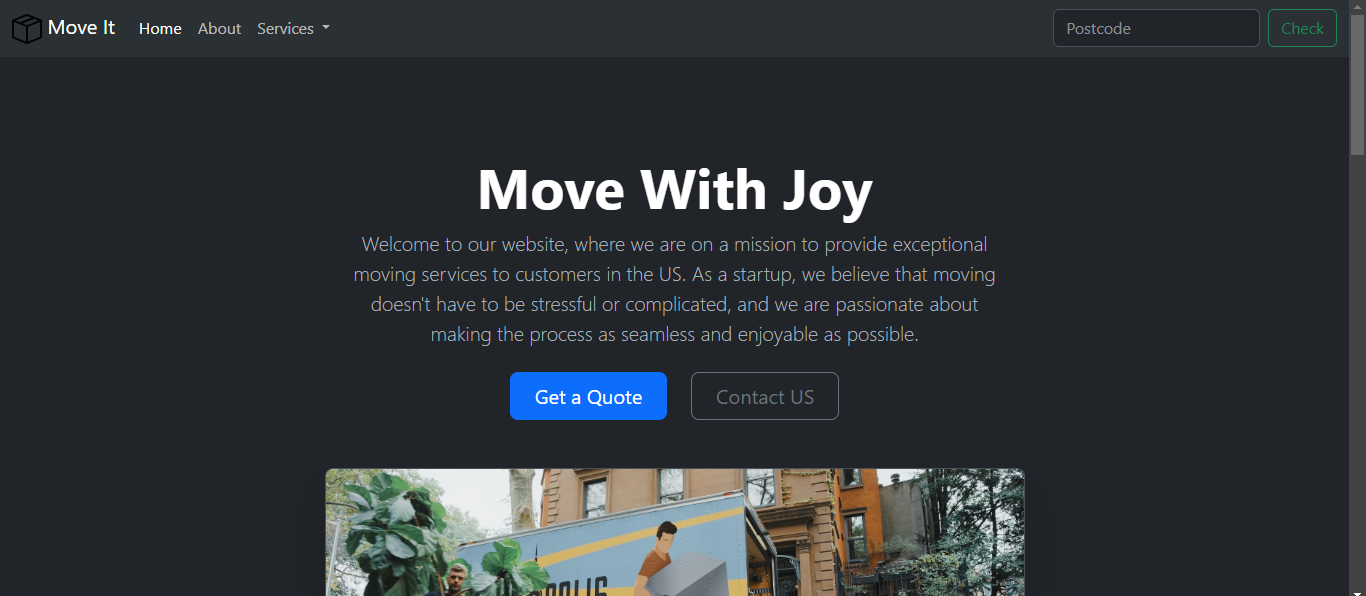 Move It Home About Services Postcode Check
Move With Joy
Welcome to our website, where we are on a mission to provide exceptional
moving services to customers in the US. As a startup, we believe that moving
doesn't have to be stressful or complicated, and we are passionate about
making the process as seamless and enjoyable as possible.
Get a Quote Contact US